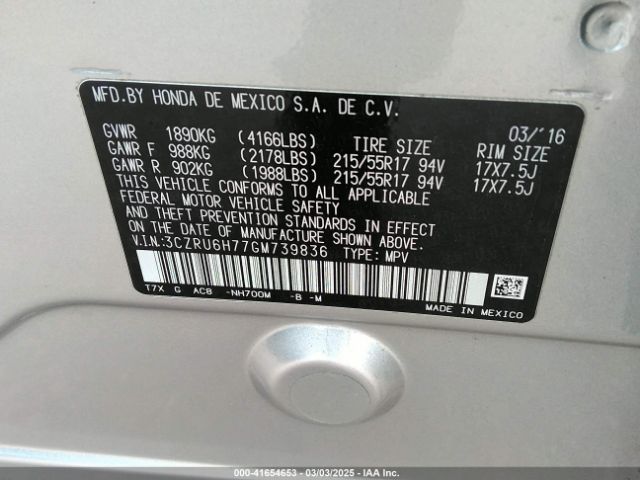 MFD.BY HONDA DE MEXICO S.A. DE C.V.
03/'16
GVWR 1890KG (4166LBS) TIRE SIZE RIM SIZE
GAWR F 988KG (2178LBS) 215/55R17 94V 17X7.5J
GAWR R 902KG (1988LBS) 215/55R17 94V 17X7.5J
THIS VEHICLE CONFORMS TO ALL APPLICABLE
FEDERAL MOTOR VEHICLE SAFETY
AND THEFT PREVENTION STANDARDS IN EFFECT
ON THE DATE OF MANUFACTURE SHOWN ABOVE.
V.I.N.:3CZRU6H77GM739836 TYPE: MPV
T7X G AC8 -NH700M -B -M
MADE IN MEXICO
000-41654653 - 03/03/2025 - IAA Inc.